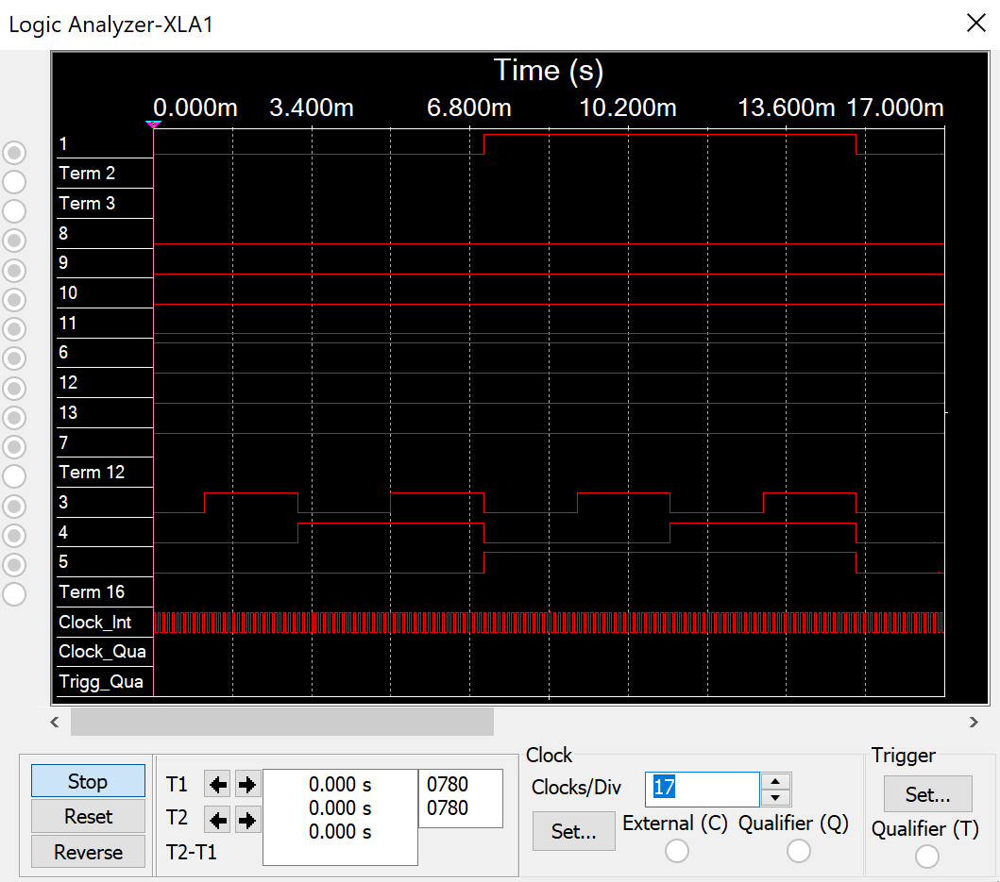 Logic Analyzer-XLA1
Time (s)
0.000m 3.400m 6.800m 10.200m 13.600m 17.000m
1
Term 2
Term 3
8
9
10
11
6
12
13
7
Term 12
3
4
5
Term 16
Clock_Int
Clock_Qua
Trigg_Qua
Stop
Reset
Reverse
T1 0.000 s 0780
T2 0.000 s 0780
T2-T1 0.000 s
Clock
Clocks/Div 17
Set... External (C) Qualifier (Q)
Trigger
Set...
Qualifier (T)